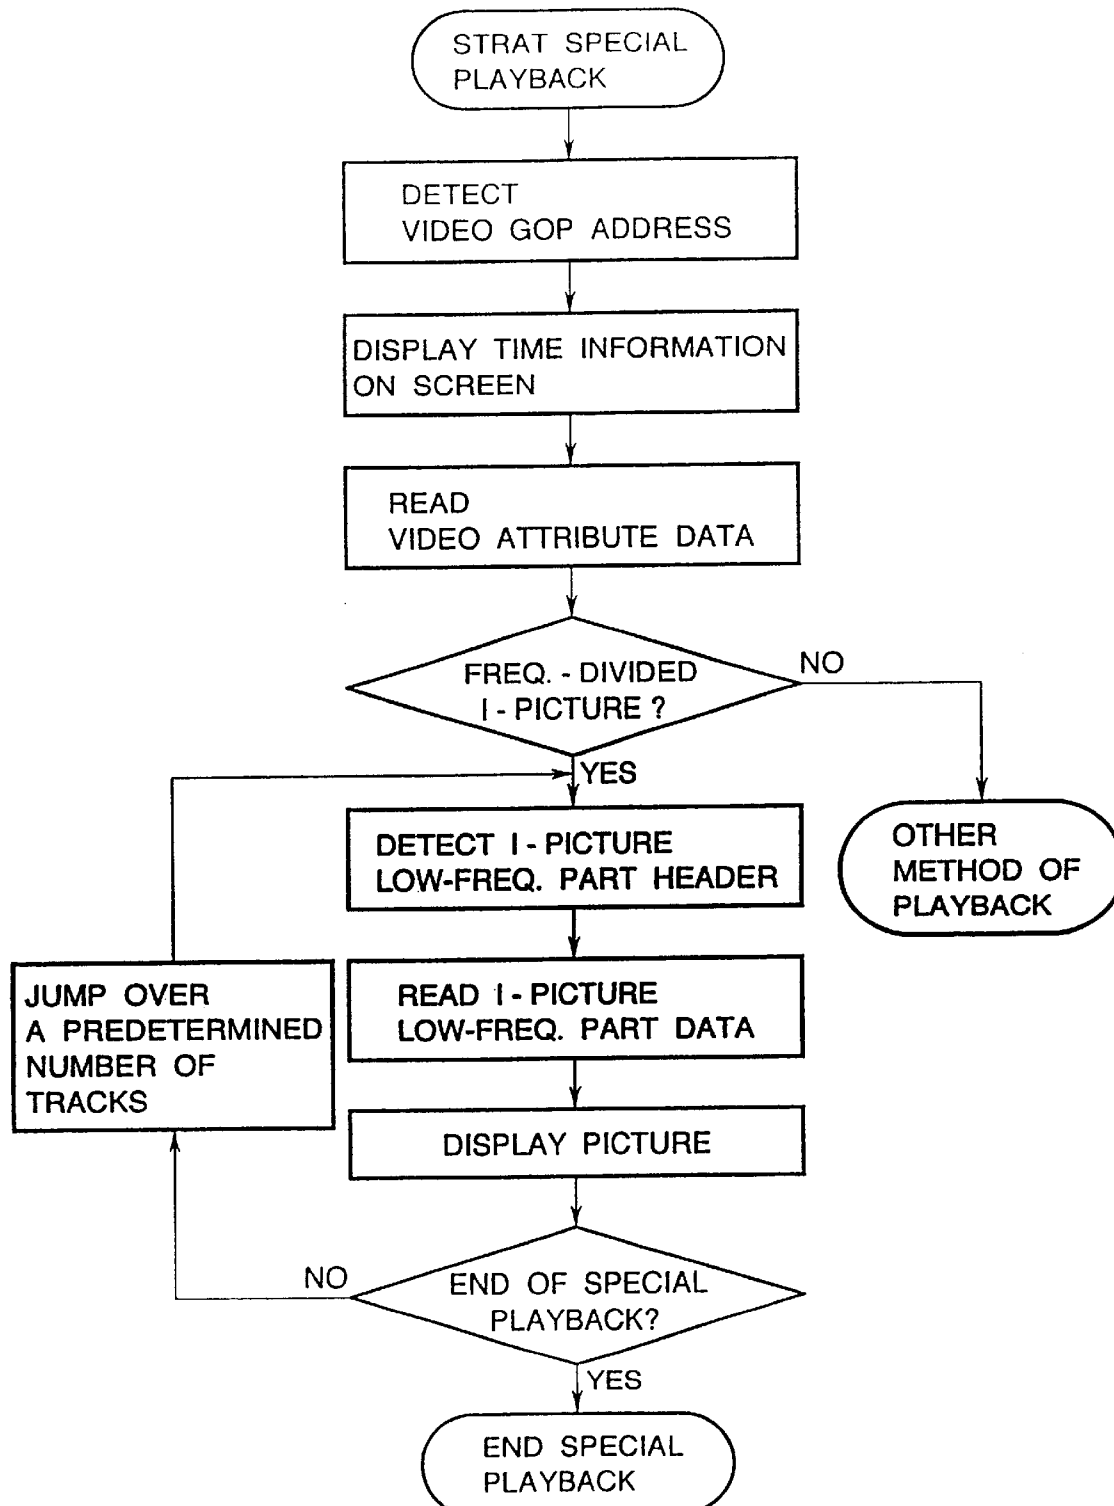 STRAT SPECIAL
PLAYBACK
DETECT
VIDEO GOP ADDRESS
DISPLAY TIME INFORMATION
ON SCREEN
READ
VIDEO ATTRIBUTE DATA
FREQ. - DIVIDED
I - PICTURE ?
NO
YES
DETECT I - PICTURE
LOW-FREQ. PART HEADER
OTHER
METHOD OF
PLAYBACK
JUMP OVER
A PREDETERMINED
NUMBER OF
TRACKS
READ I - PICTURE
LOW-FREQ. PART DATA
DISPLAY PICTURE
NO
END OF SPECIAL
PLAYBACK?
YES
END SPECIAL
PLAYBACK